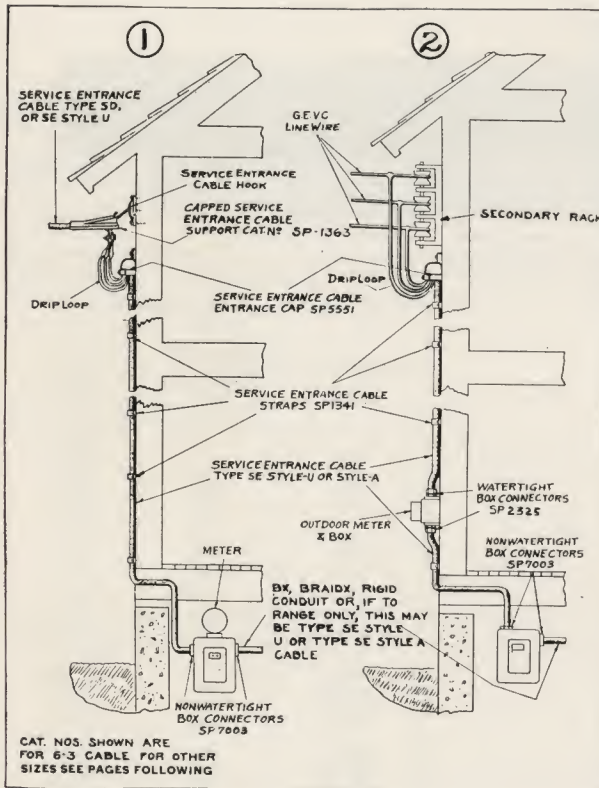 1
2
SERVICE ENTRANCE
CABLE TYPE SD,
OR SE STYLE U
SERVICE ENTRANCE
CABLE HOOK
CAPPED SERVICE
ENTRANCE CABLE
SUPPORT CAT. Nº SP-1363
DRIP LOOP
G.E.V.C
LINE WIRE
SECONDARY RACK
DRIP LOOP
SERVICE ENTRANCE CABLE
ENTRANCE CAP SP5551
SERVICE ENTRANCE CABLE
STRAPS SP1341
SERVICE ENTRANCE CABLE
TYPE SE STYLE-U OR STYLE-A
OUTDOOR METER
& BOX
WATERTIGHT
BOX CONNECTORS
SP 2325
NONWATERTIGHT
BOX CONNECTORS
SP7003
METER
BX, BRAIDX, RIGID
CONDUIT OR, IF TO
RANGE ONLY, THIS MAY
BE TYPE SE STYLE
U OR TYPE SE STYLE A
CABLE
NONWATERTIGHT
BOX CONNECTORS
SP7003
CAT. NOS. SHOWN ARE
FOR 6-3 CABLE FOR OTHER
SIZES SEE PAGES FOLLOWING